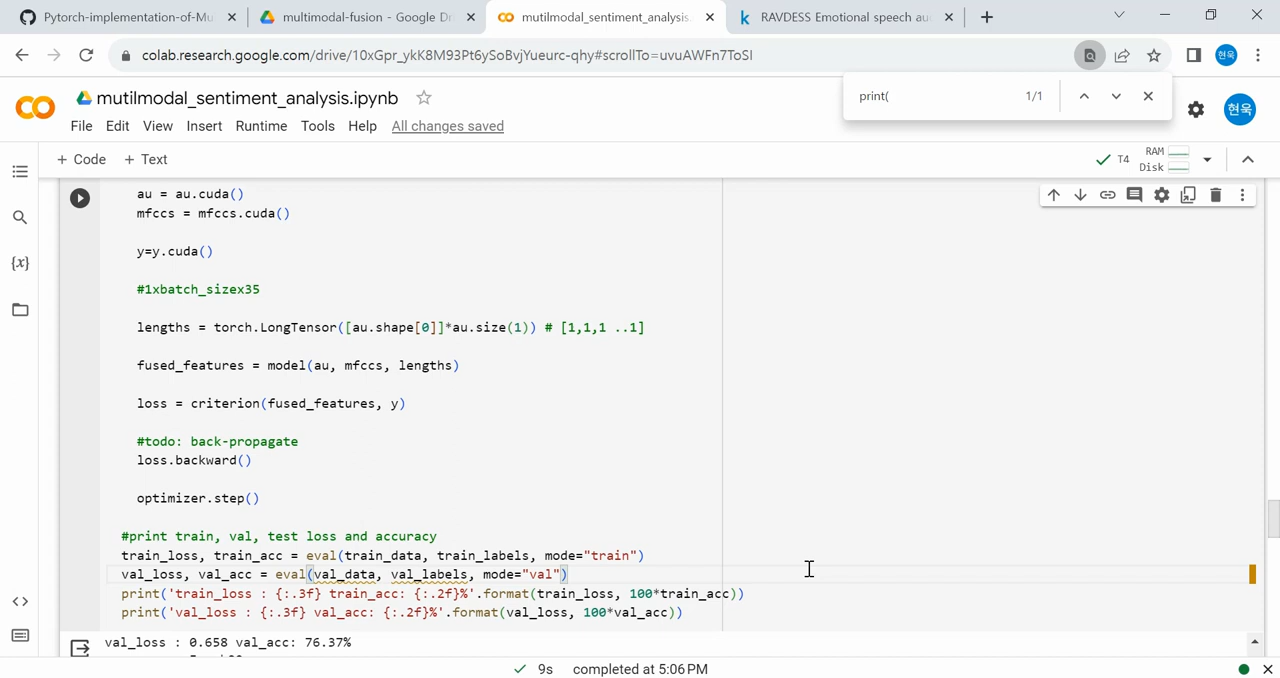 Pytorch-implementation-of-Mu
multimodal-fusion - Google Dr
mutilmodal_sentiment_analysis.
RAVDESS Emotional speech au
colab.research.google.com/drive/10xGpr_ykK8M93Pt6ySoBvjYueurc-qhy#scrollTo=uvuAWFn7ToSI
현욱
print(
1/1
mutilmodal_sentiment_analysis.ipynb
현욱
File Edit View Insert Runtime Tools Help All changes saved
+ Code + Text
T4 RAM
Disk
au = au.cuda()
mfccs = mfccs.cuda()
y=y.cuda()
#1xbatch_sizex35
lengths = torch.LongTensor([au.shape[0]]*au.size(1)) # [1,1,1 ..1]
fused_features = model(au, mfccs, lengths)
loss = criterion(fused_features, y)
#todo: back-propagate
loss.backward()
optimizer.step()
#print train, val, test loss and accuracy
train_loss, train_acc = eval(train_data, train_labels, mode="train")
val_loss, val_acc = eval(val_data, val_labels, mode="val")
print('train_loss : {:.3f} train_acc: {:.2f}%'.format(train_loss, 100*train_acc))
print('val_loss : {:.3f} val_acc: {:.2f}%'.format(val_loss, 100*val_acc))
val_loss : 0.658 val_acc: 76.37%
9s completed at 5:06 PM